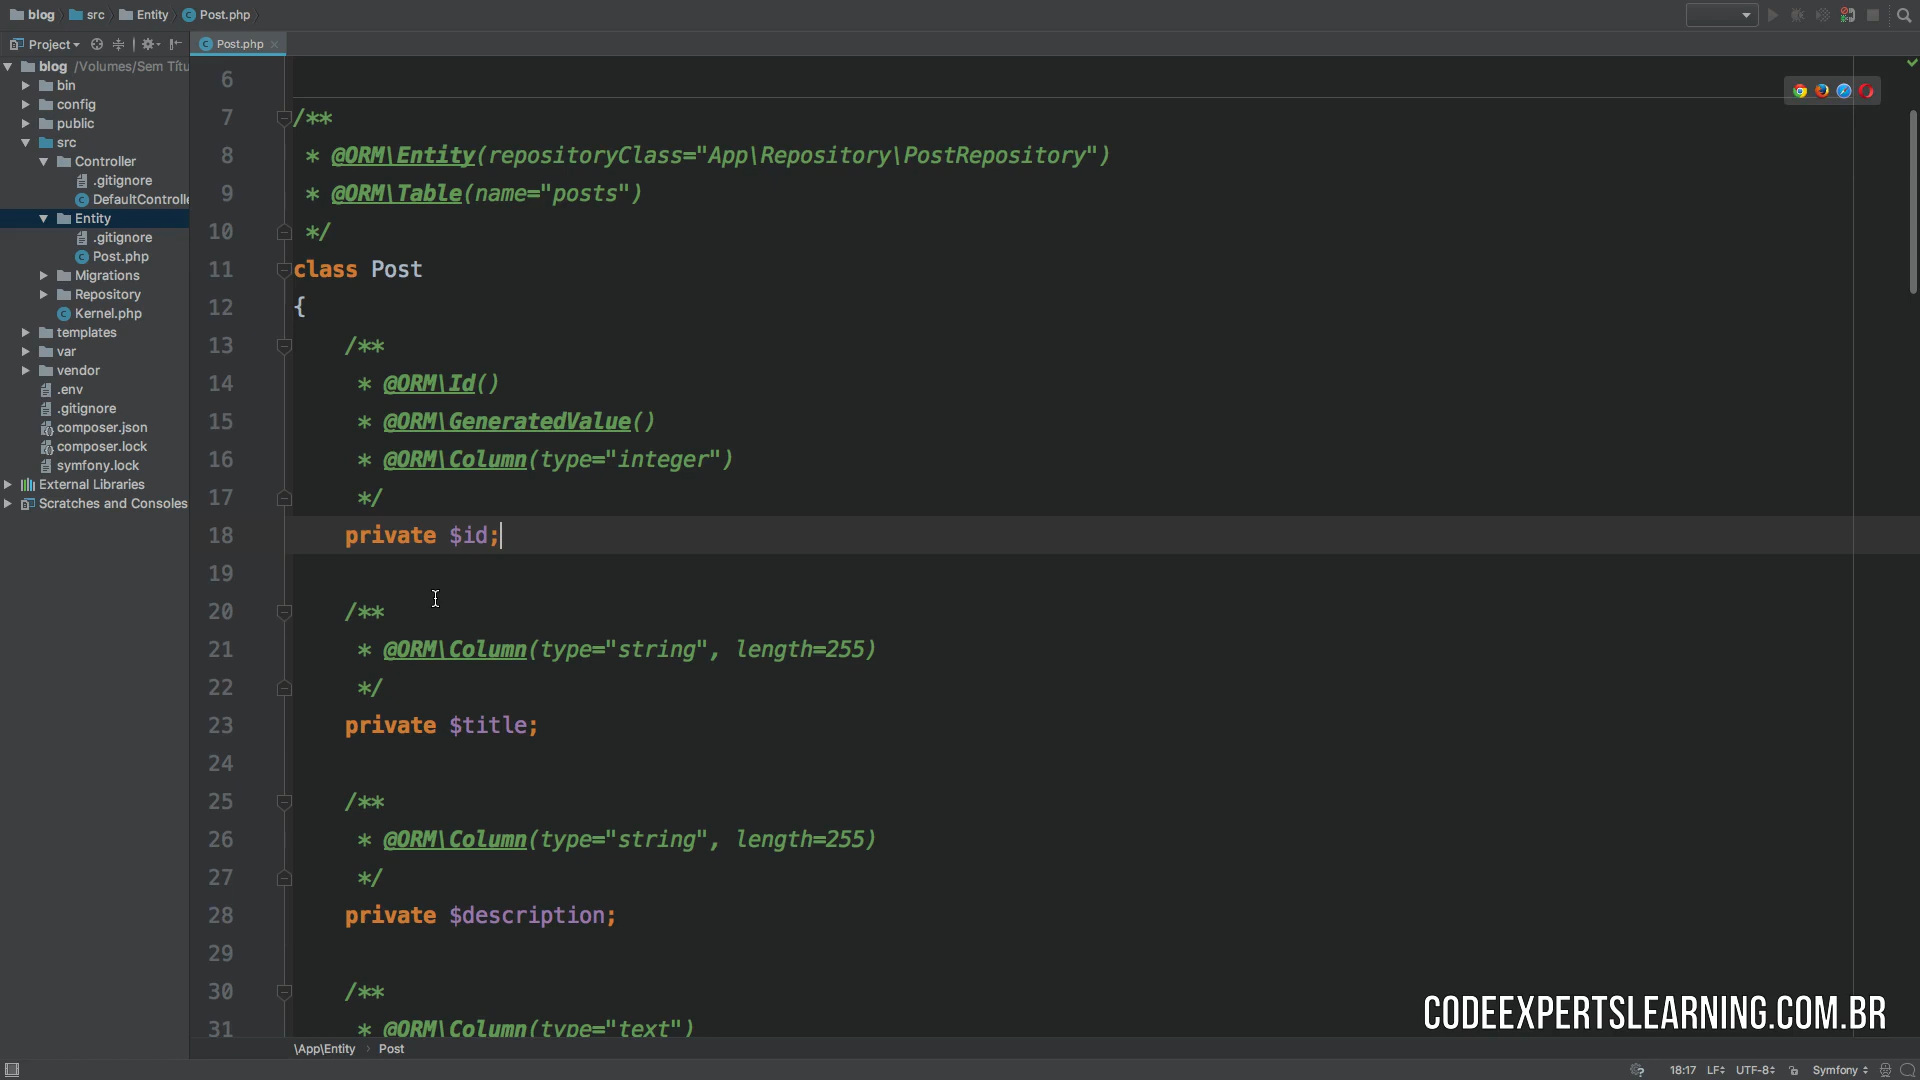 blog src Entity Post.php
Project Post.php
blog /Volumes/Sem Títu
bin
config
public
src
Controller
.gitignore
DefaultControlle
Entity
.gitignore
Post.php
Migrations
Repository
Kernel.php
templates
var
vendor
.env
.gitignore
composer.json
composer.lock
symfony.lock
External Libraries
Scratches and Consoles
6
7 /**
8 * @ORM\Entity(repositoryClass="App\Repository\PostRepository")
9 * @ORM\Table(name="posts")
10 */
11 class Post
12 {
13 /**
14 * @ORM\Id()
15 * @ORM\GeneratedValue()
16 * @ORM\Column(type="integer")
17 */
18 private $id;
19
20 /**
21 * @ORM\Column(type="string", length=255)
22 */
23 private $title;
24
25 /**
26 * @ORM\Column(type="string", length=255)
27 */
28 private $description;
29
30 /**
31 * @ORM\Column(type="text")
CODEEXPERTSLEARNING.COM.BR
\App\Entity › Post
18:17 LF UTF-8 Symfony